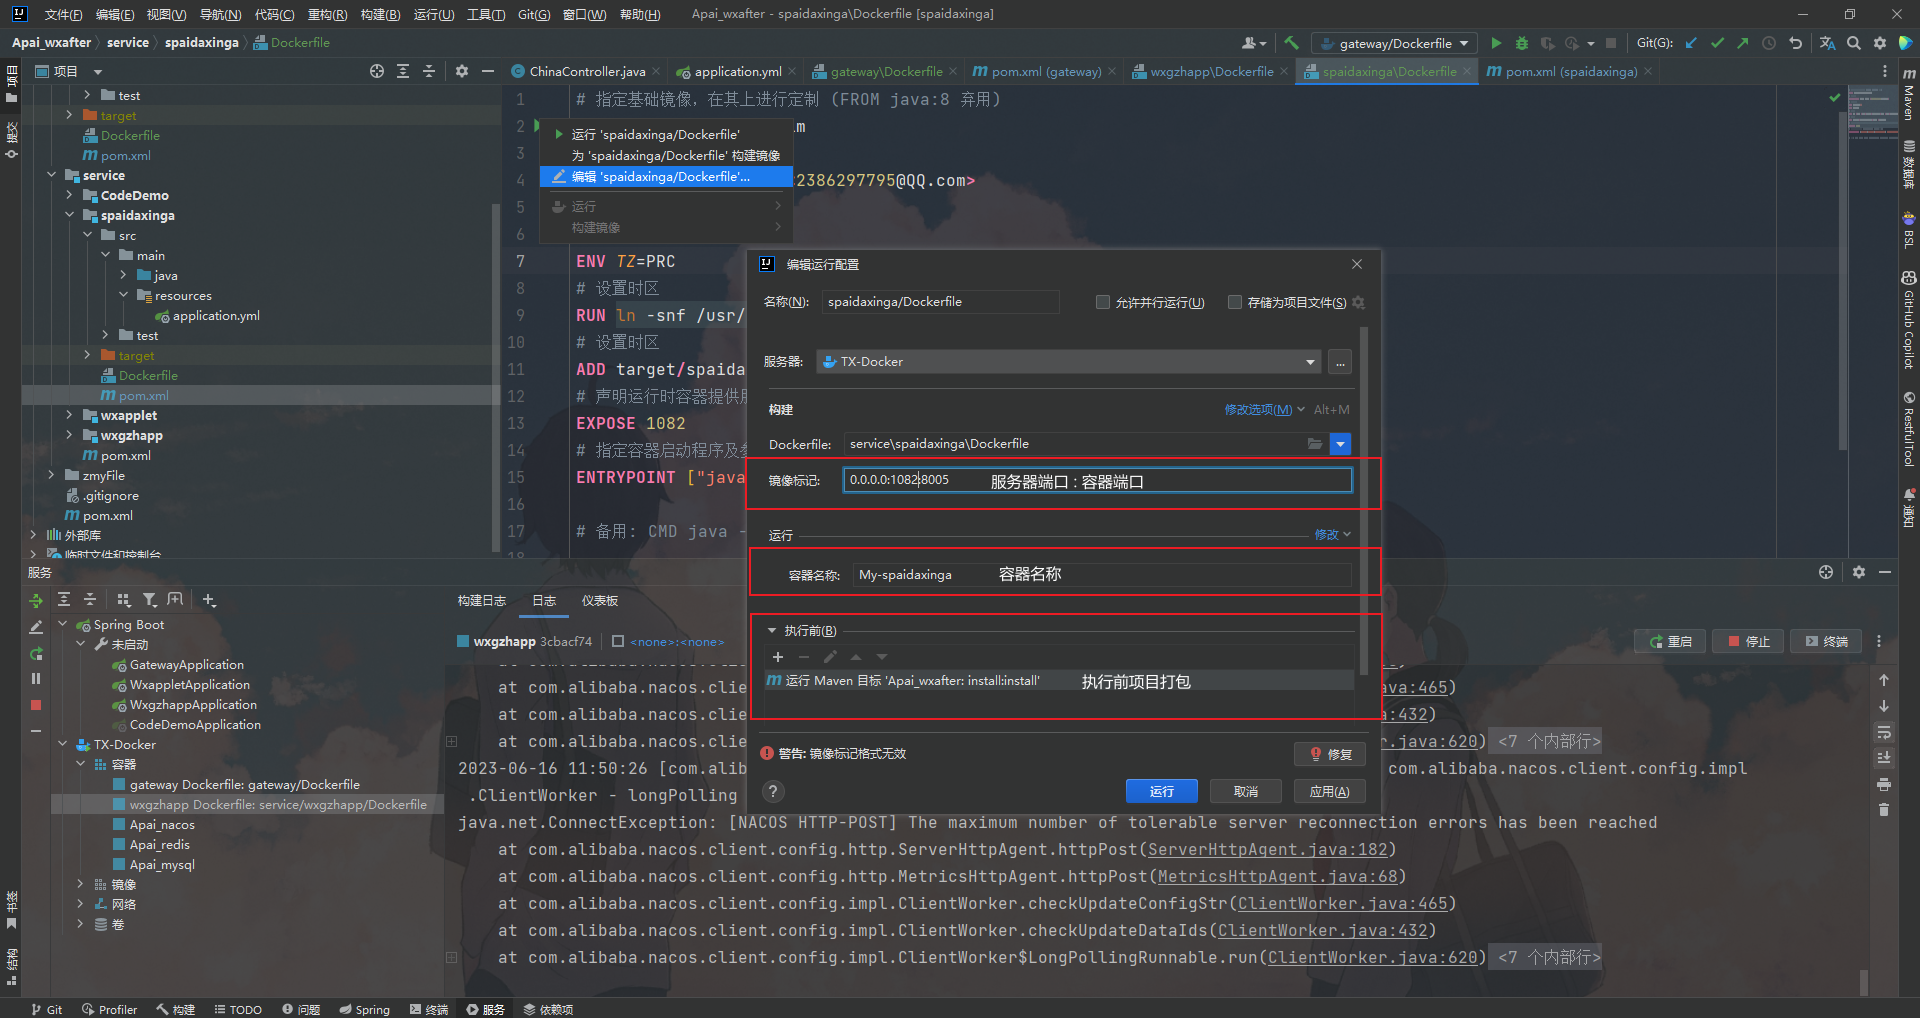 文件(F) 编辑(E) 视图(V) 导航(N) 代码(C) 重构(R) 构建(B) 运行(U) 工具(T) Git(G) 窗口(W) 帮助(H) Apai_wxafter - spaidaxinga\Dockerfile [spaidaxinga]
Apai_wxafter service spaidaxinga Dockerfile
gateway/Dockerfile Git(G):
项目
ChinaController.java application.yml gateway\Dockerfile pom.xml (gateway) wxgzhapp\Dockerfile spaidaxinga\Dockerfile pom.xml (spaidaxinga)
项目
提交
书签
结构
test
target
Dockerfile
pom.xml
service
CodeDemo
spaidaxinga
src
main
java
resources
application.yml
test
target
Dockerfile
pom.xml
wxapplet
wxgzhapp
pom.xml
zmyFile
.gitignore
pom.xml
外部库
临时文件和控制台
1 # 指定基础镜像，在其上进行定制 (FROM java:8 弃用)
2 im
3
4 2386297795@QQ.com>
5
6
7 ENV TZ=PRC
8 # 设置时区
9 RUN ln -snf /usr/
10 # 设置时区
11 ADD target/spaida
12 # 声明运行时容器提供服
13 EXPOSE 1082
14 # 指定容器启动程序及参
15 ENTRYPOINT ["java
16
17 # 备用: CMD java -
18
运行 'spaidaxinga/Dockerfile'
为 'spaidaxinga/Dockerfile' 构建镜像
编辑 'spaidaxinga/Dockerfile'...
运行
构建镜像
编辑运行配置
名称(N): spaidaxinga/Dockerfile 允许并行运行(U) 存储为项目文件(S)
服务器: TX-Docker ...
构建 修改选项(M) Alt+M
Dockerfile: service\spaidaxinga\Dockerfile
镜像标记: 0.0.0.0:1082:8005 服务器端口 : 容器端口
运行 修改
容器名称: My-spaidaxinga 容器名称
执行前(B)
运行 Maven 目标 'Apai_wxafter: install:install' 执行前项目打包
警告: 镜像标记格式无效 修复
? 运行 取消 应用(A)
Maven
数据库
BSL
GitHub Copilot
RestfulTool
通知
服务
Spring Boot
未启动
GatewayApplication
WxappletApplication
WxgzhappApplication
CodeDemoApplication
TX-Docker
容器
gateway Dockerfile: gateway/Dockerfile
wxgzhapp Dockerfile: service/wxgzhapp/Dockerfile
Apai_nacos
Apai_redis
Apai_mysql
镜像
网络
卷
构建日志 日志 仪表板
wxgzhapp 3cbacf74 <none>:<none> 重启 停止 终端
at com.alibaba.nacos.clie ava:465)
at com.alibaba.nacos.clie a:432)
at com.alibaba.nacos.clie r.java:620) <7 个内部行>
2023-06-16 11:50:26 [com.alib com.alibaba.nacos.client.config.impl
.ClientWorker - longPolling
java.net.ConnectException: [NACOS HTTP-POST] The maximum number of tolerable server reconnection errors has been reached
at com.alibaba.nacos.client.config.http.ServerHttpAgent.httpPost(ServerHttpAgent.java:182)
at com.alibaba.nacos.client.config.http.MetricsHttpAgent.httpPost(MetricsHttpAgent.java:68)
at com.alibaba.nacos.client.config.impl.ClientWorker.checkUpdateConfigStr(ClientWorker.java:465)
at com.alibaba.nacos.client.config.impl.ClientWorker.checkUpdateDataIds(ClientWorker.java:432)
at com.alibaba.nacos.client.config.impl.ClientWorker$LongPollingRunnable.run(ClientWorker.java:620) <7 个内部行>
Git Profiler 构建 TODO 问题 Spring 终端 服务 依赖项